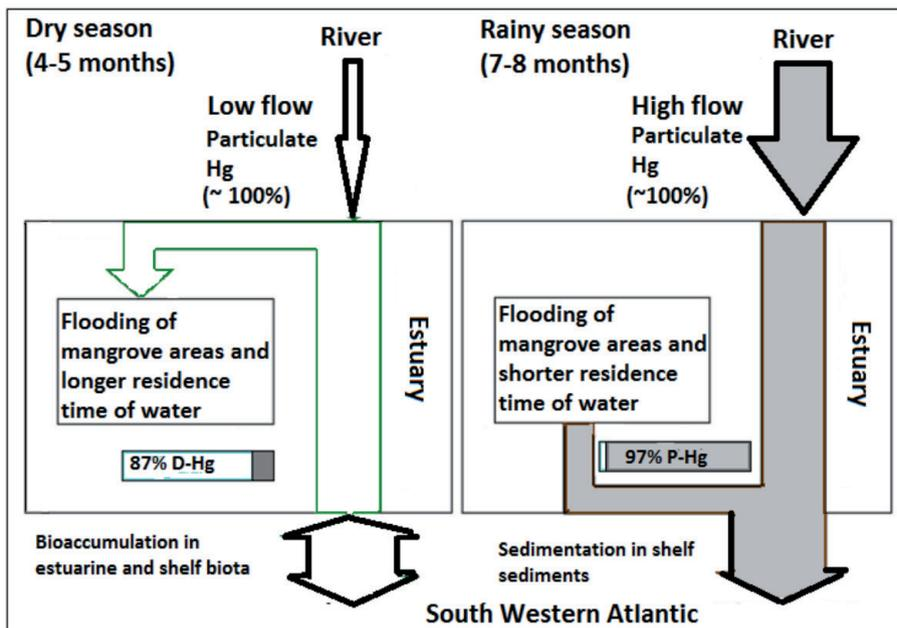 Dry season
(4-5 months)
River
Low flow
Particulate
Hg
(~ 100%)
Flooding of
mangrove areas and
longer residence
time of water
Estuary
87% D-Hg
Bioaccumulation in
estuarine and shelf biota
Rainy season
(7-8 months)
River
High flow
Particulate
Hg
(~100%)
Flooding of
mangrove areas and
shorter residence
time of water
Estuary
97% P-Hg
Sedimentation in shelf
sediments
South Western Atlantic